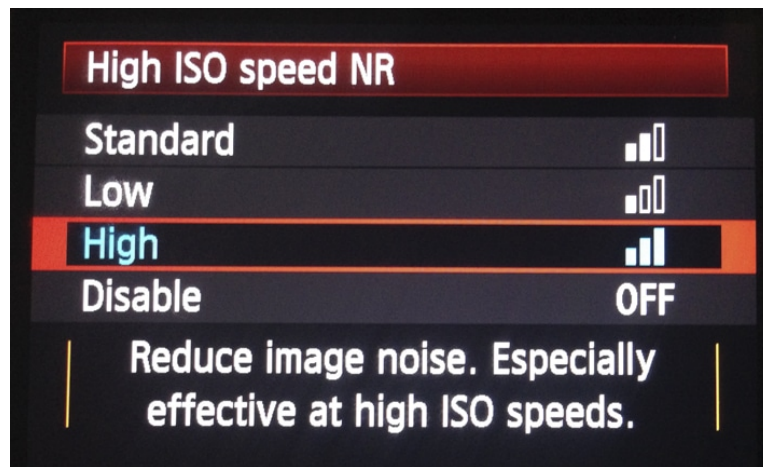 High ISO speed NR
Standard
Low
High
Disable OFF
Reduce image noise. Especially
effective at high ISO speeds.